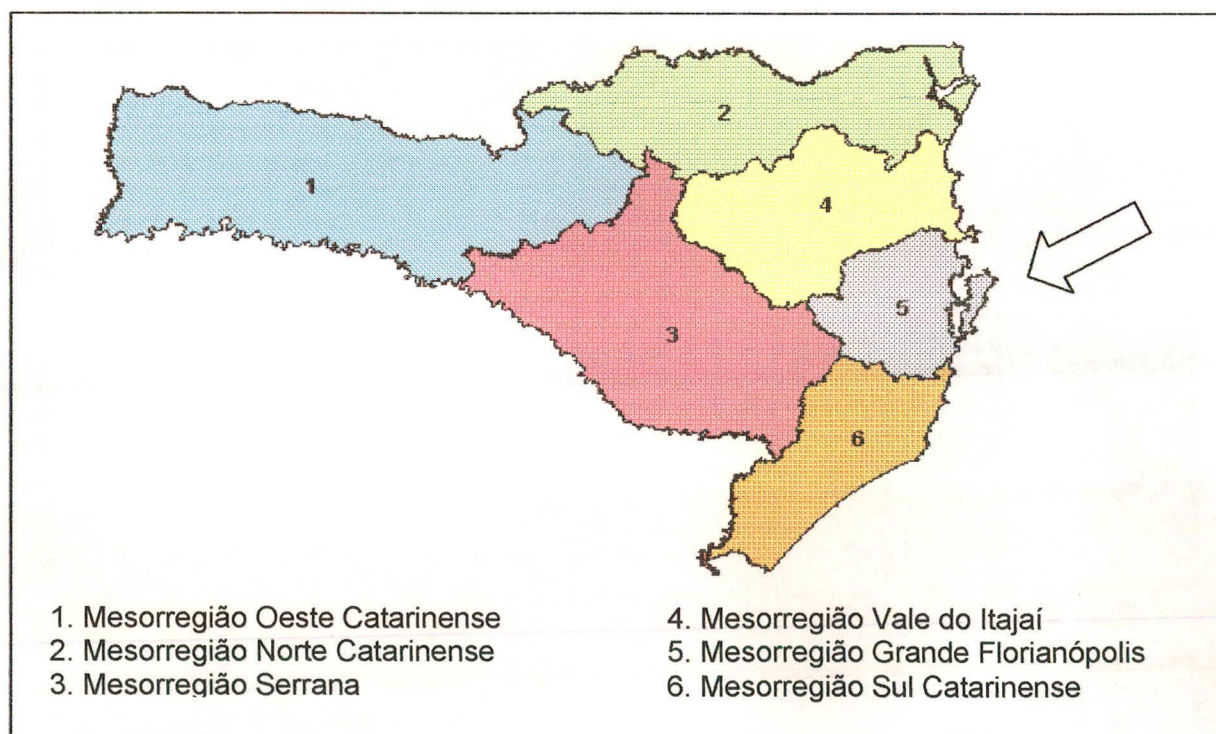 2
1
4
5
3
6
1. Mesorregião Oeste Catarinense
2. Mesorregião Norte Catarinense
3. Mesorregião Serrana
4. Mesorregião Vale do Itajaí
5. Mesorregião Grande Florianópolis
6. Mesorregião Sul Catarinense